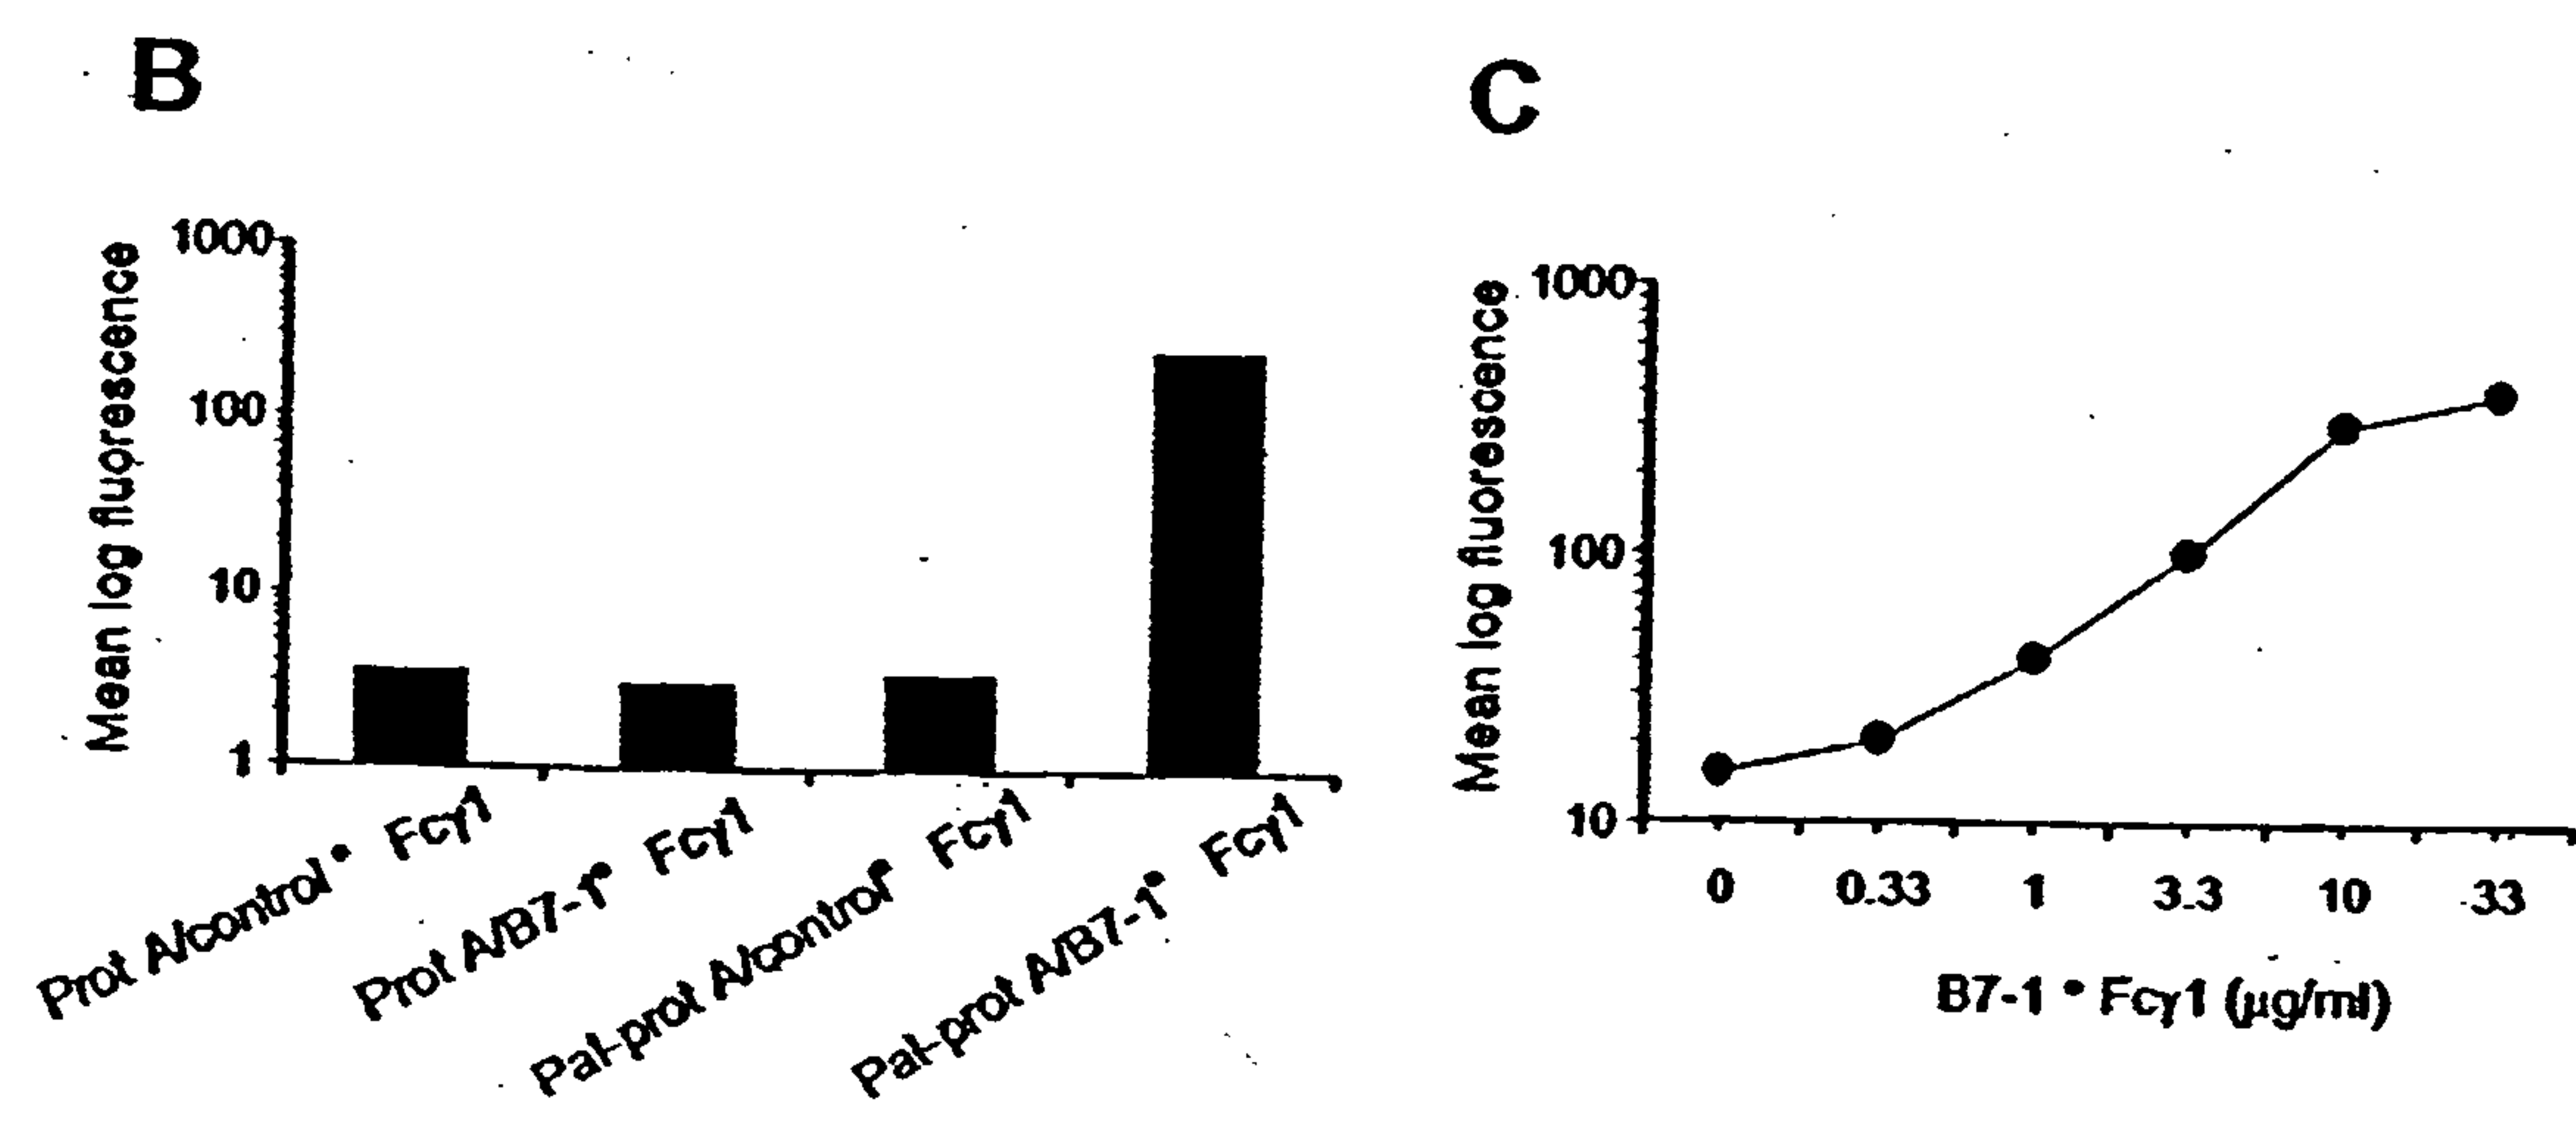 B
Mean log fluorescence
1000
100
10
1
Prot A/control • Fcγ1
Prot A/B7-1• Fcγ1
Pal-prot A/control• Fcγ1
Pal-prot A/B7-1• Fcγ1
C
Mean log fluorescence
1000
100
10
0 0.33 1 3.3 10 33
B7-1 • Fcγ1 (µg/ml)